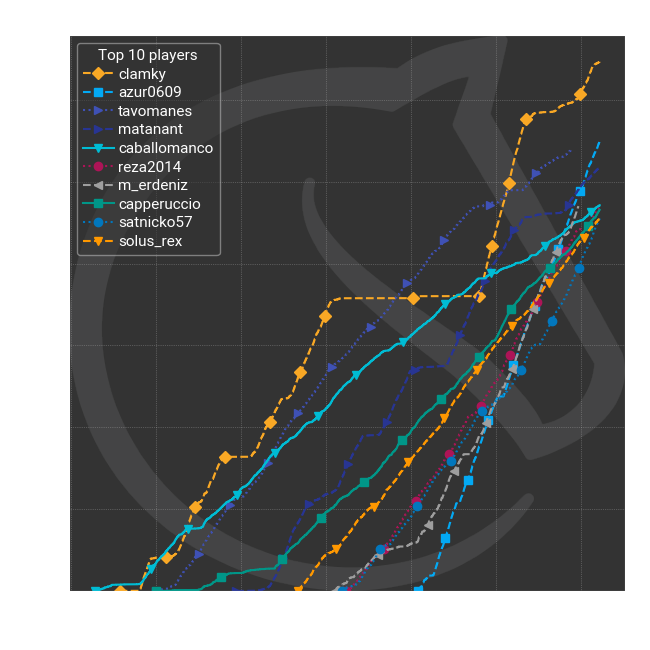 Top 10 players
clamky
azur0609
tavomanes
matanant
caballomanco
reza2014
m_erdeniz
capperuccio
satnicko57
solus_rex